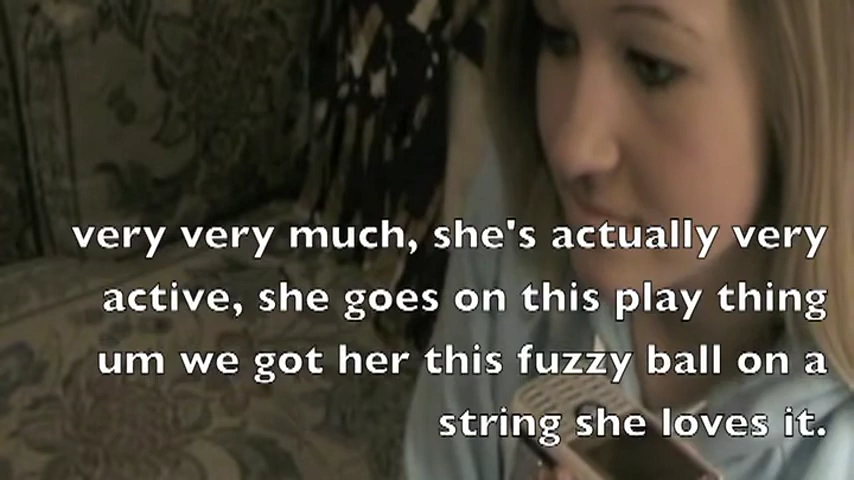 very very much, she's actually very
active, she goes on this play thing
um we got her this fuzzy ball on a
string she loves it.